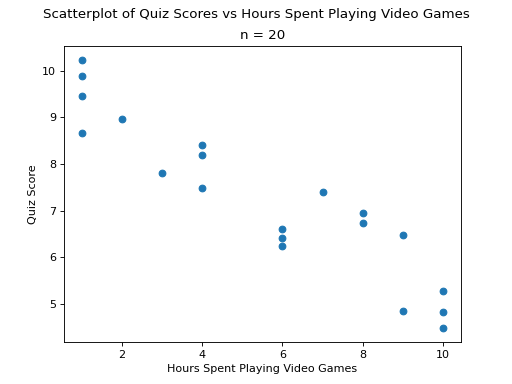 Scatterplot of Quiz Scores vs Hours Spent Playing Video Games
n = 20
10
9
8
7
6
5
Quiz Score
2
4
6
8
10
Hours Spent Playing Video Games